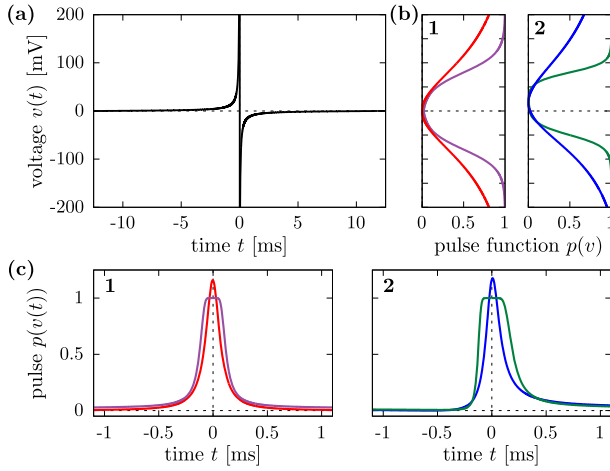 (a)
voltage v(t) [mV]
200
100
0
-100
-200
-10 -5 0 5 10
time t [ms]
(b)
1 2
0 0.5 1 0 0.5 1
pulse function p(v)
(c)
pulse p(v(t))
1
0.5
0
1
-1 -0.5 0 0.5 1
time t [ms]
2
-1 -0.5 0 0.5 1
time t [ms]